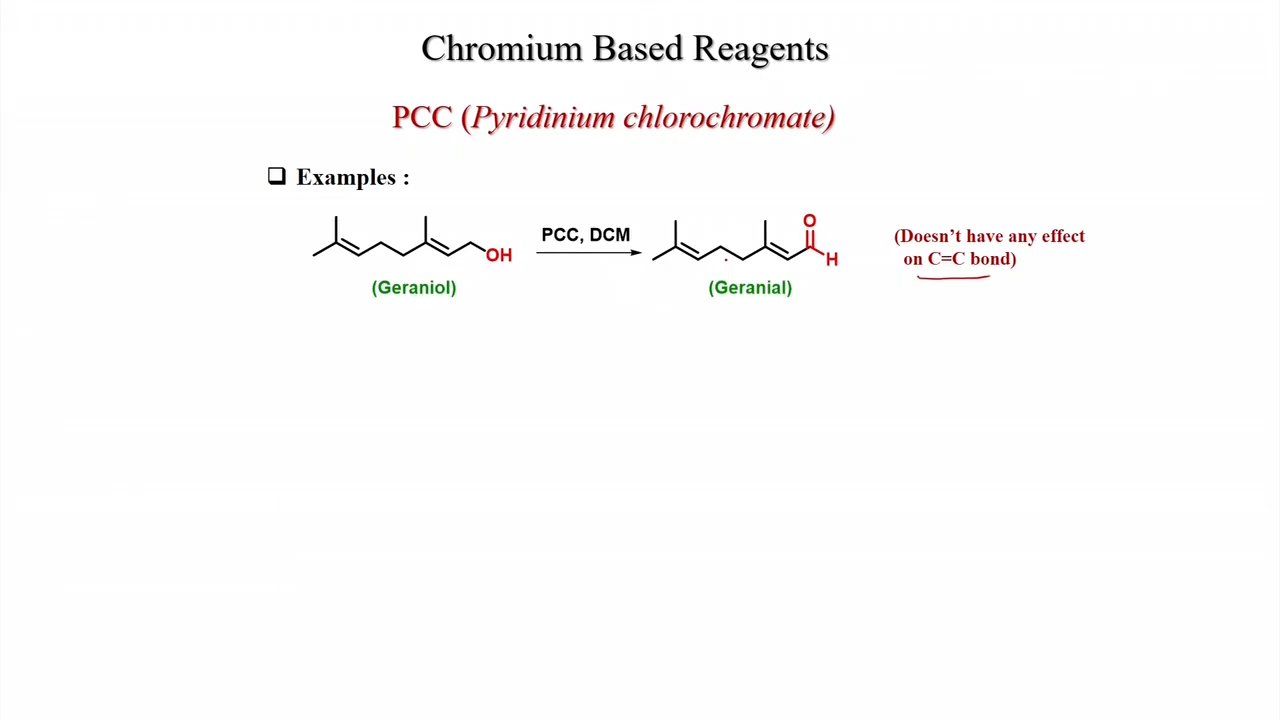 Chromium Based Reagents
PCC (Pyridinium chlorochromate)
❑ Examples :
OH
PCC, DCM
O
H
(Doesn’t have any effect
on C=C bond)
(Geraniol)
(Geranial)